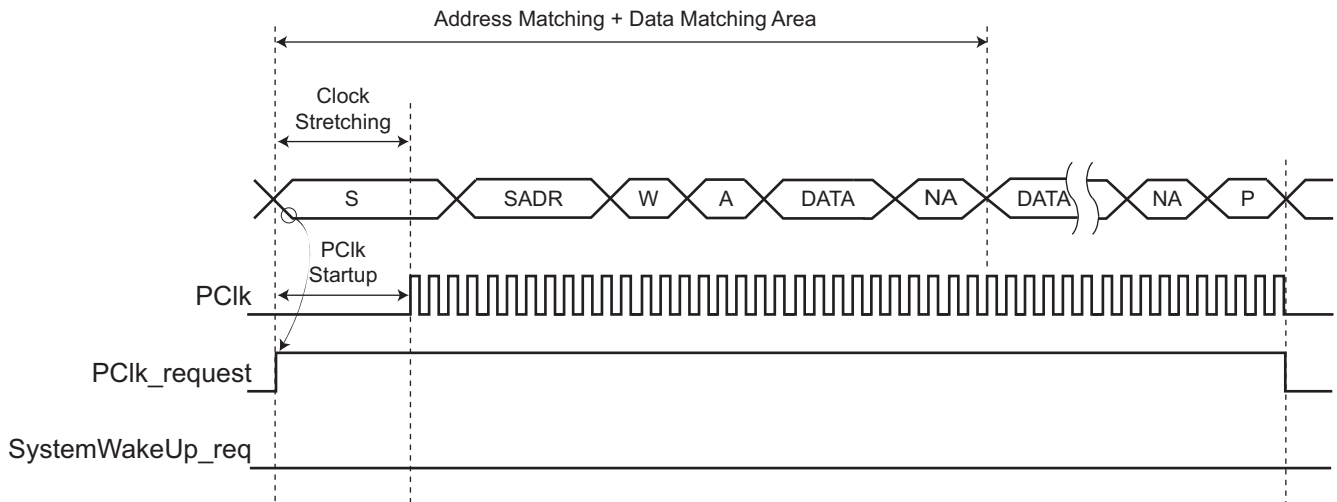 Address Matching + Data Matching Area
Clock
Stretching
S
SADR
W
A
DATA
NA
DATA
NA
P
PClk
Startup
PClk
PClk_request
SystemWakeUp_req